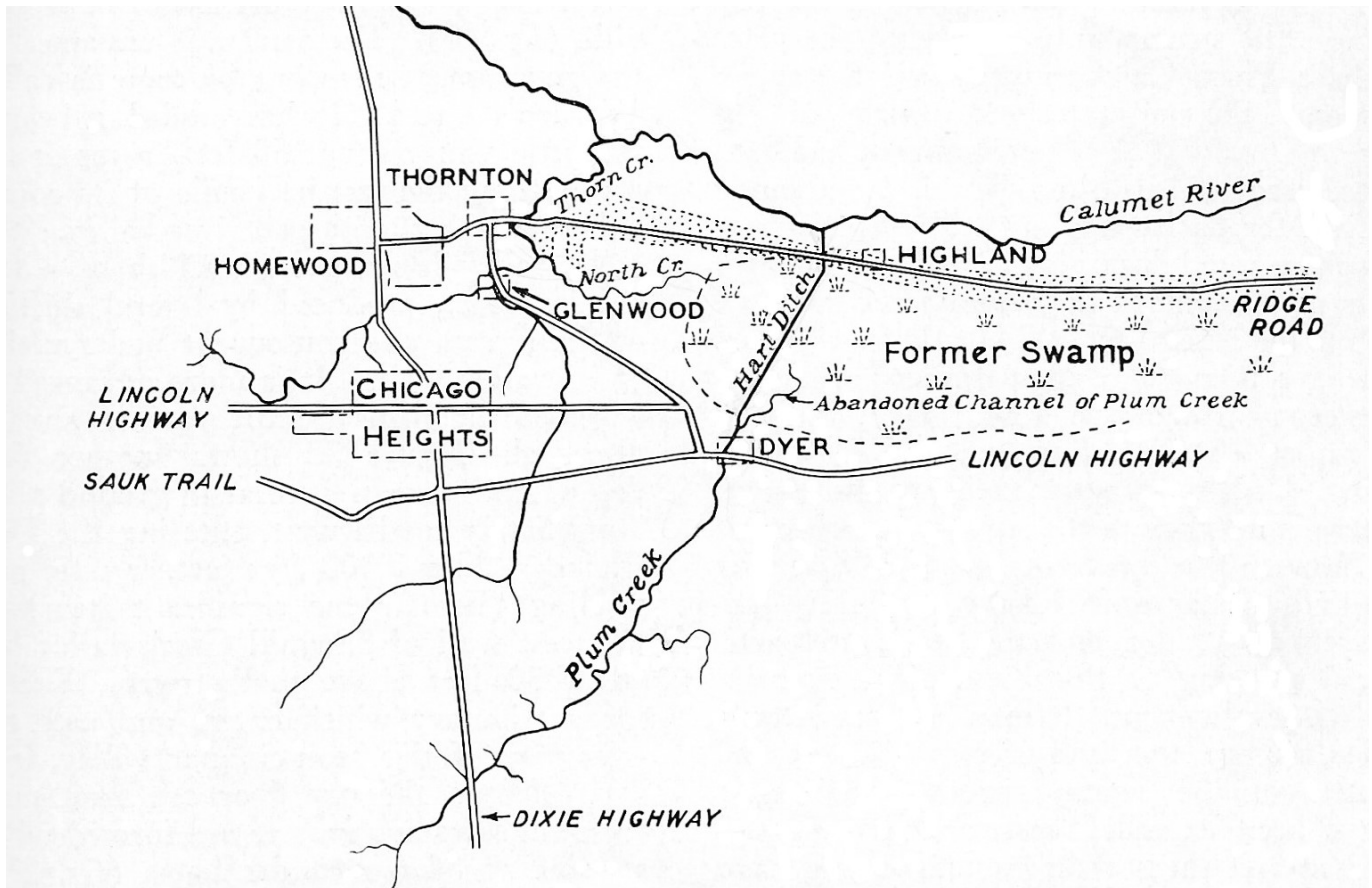 THORNTON
Thorn Cr.
Calumet River
HOMEWOOD
HIGHLAND
North Cr.
GLENWOOD
RIDGE
ROAD
Hart Ditch
Former Swamp
CHICAGO
HEIGHTS
LINCOLN
HIGHWAY
Abandoned Channel of Plum Creek
DYER
LINCOLN HIGHWAY
SAUK TRAIL
Plum Creek
DIXIE HIGHWAY